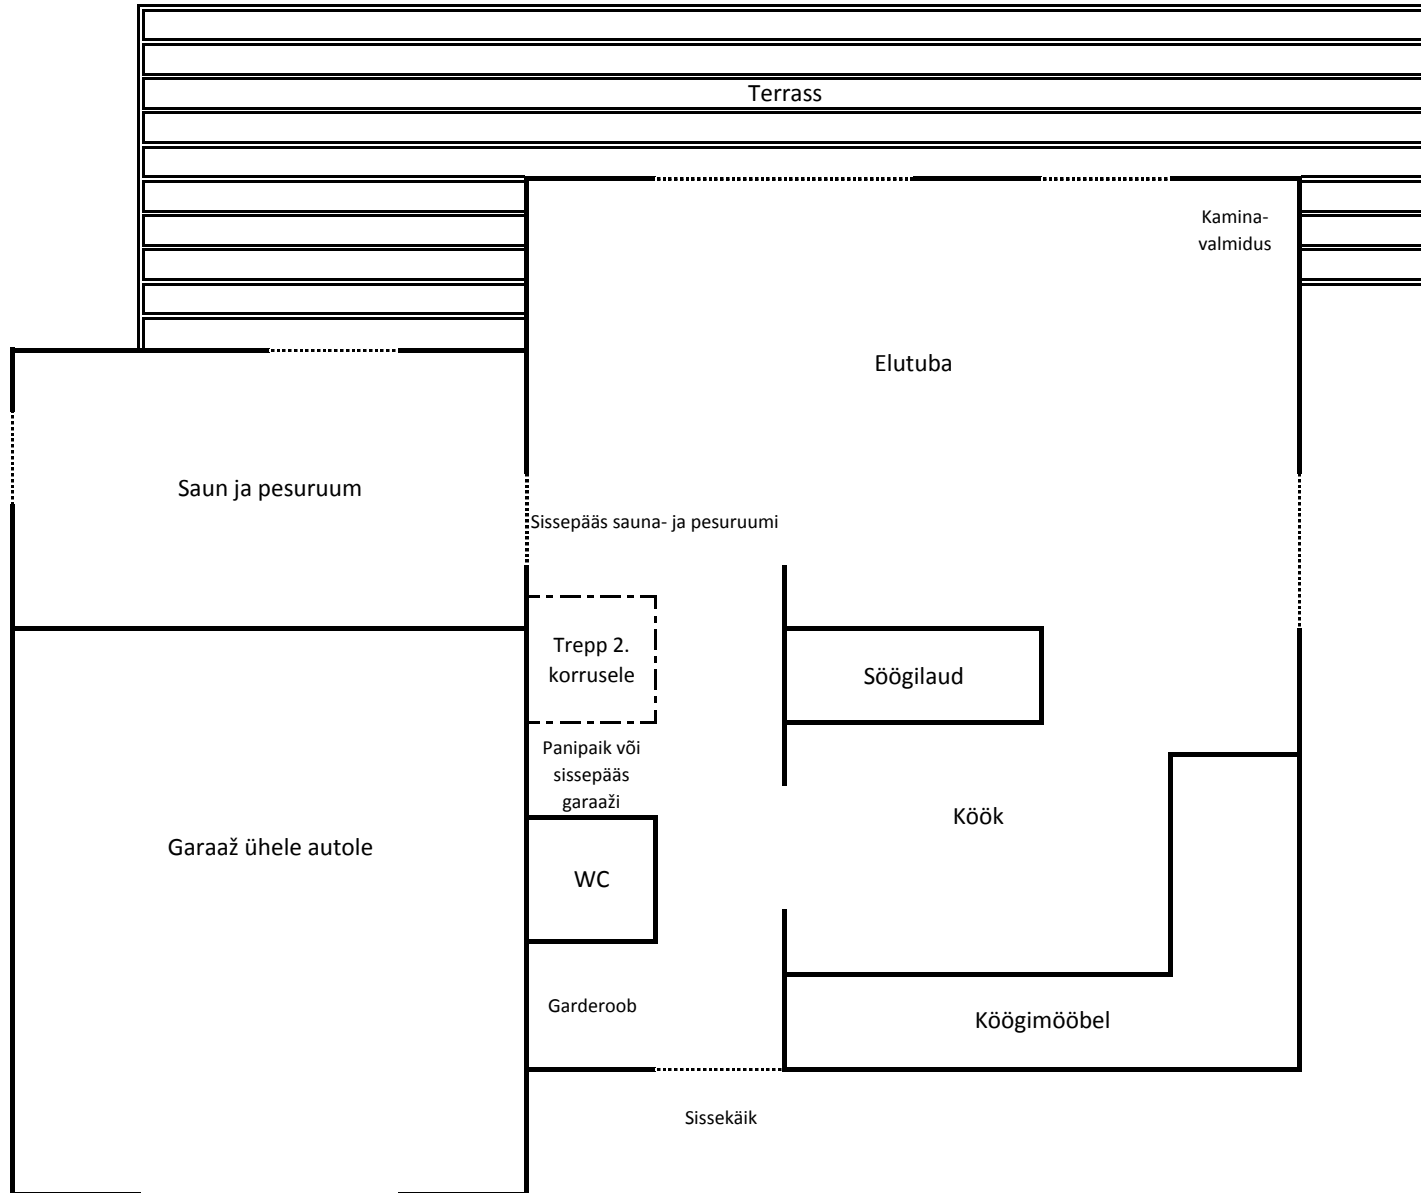 Terrass
Kamina-
valmidus
Elutuba
Saun ja pesuruum
Sissepääs sauna- ja pesuruumi
Trepp 2.
korrusele
Söögilaud
Panipaik või
sissepääs
garaaži
Köök
Garaaž ühele autole
WC
Garderoob
Köögimööbel
Sissekäik